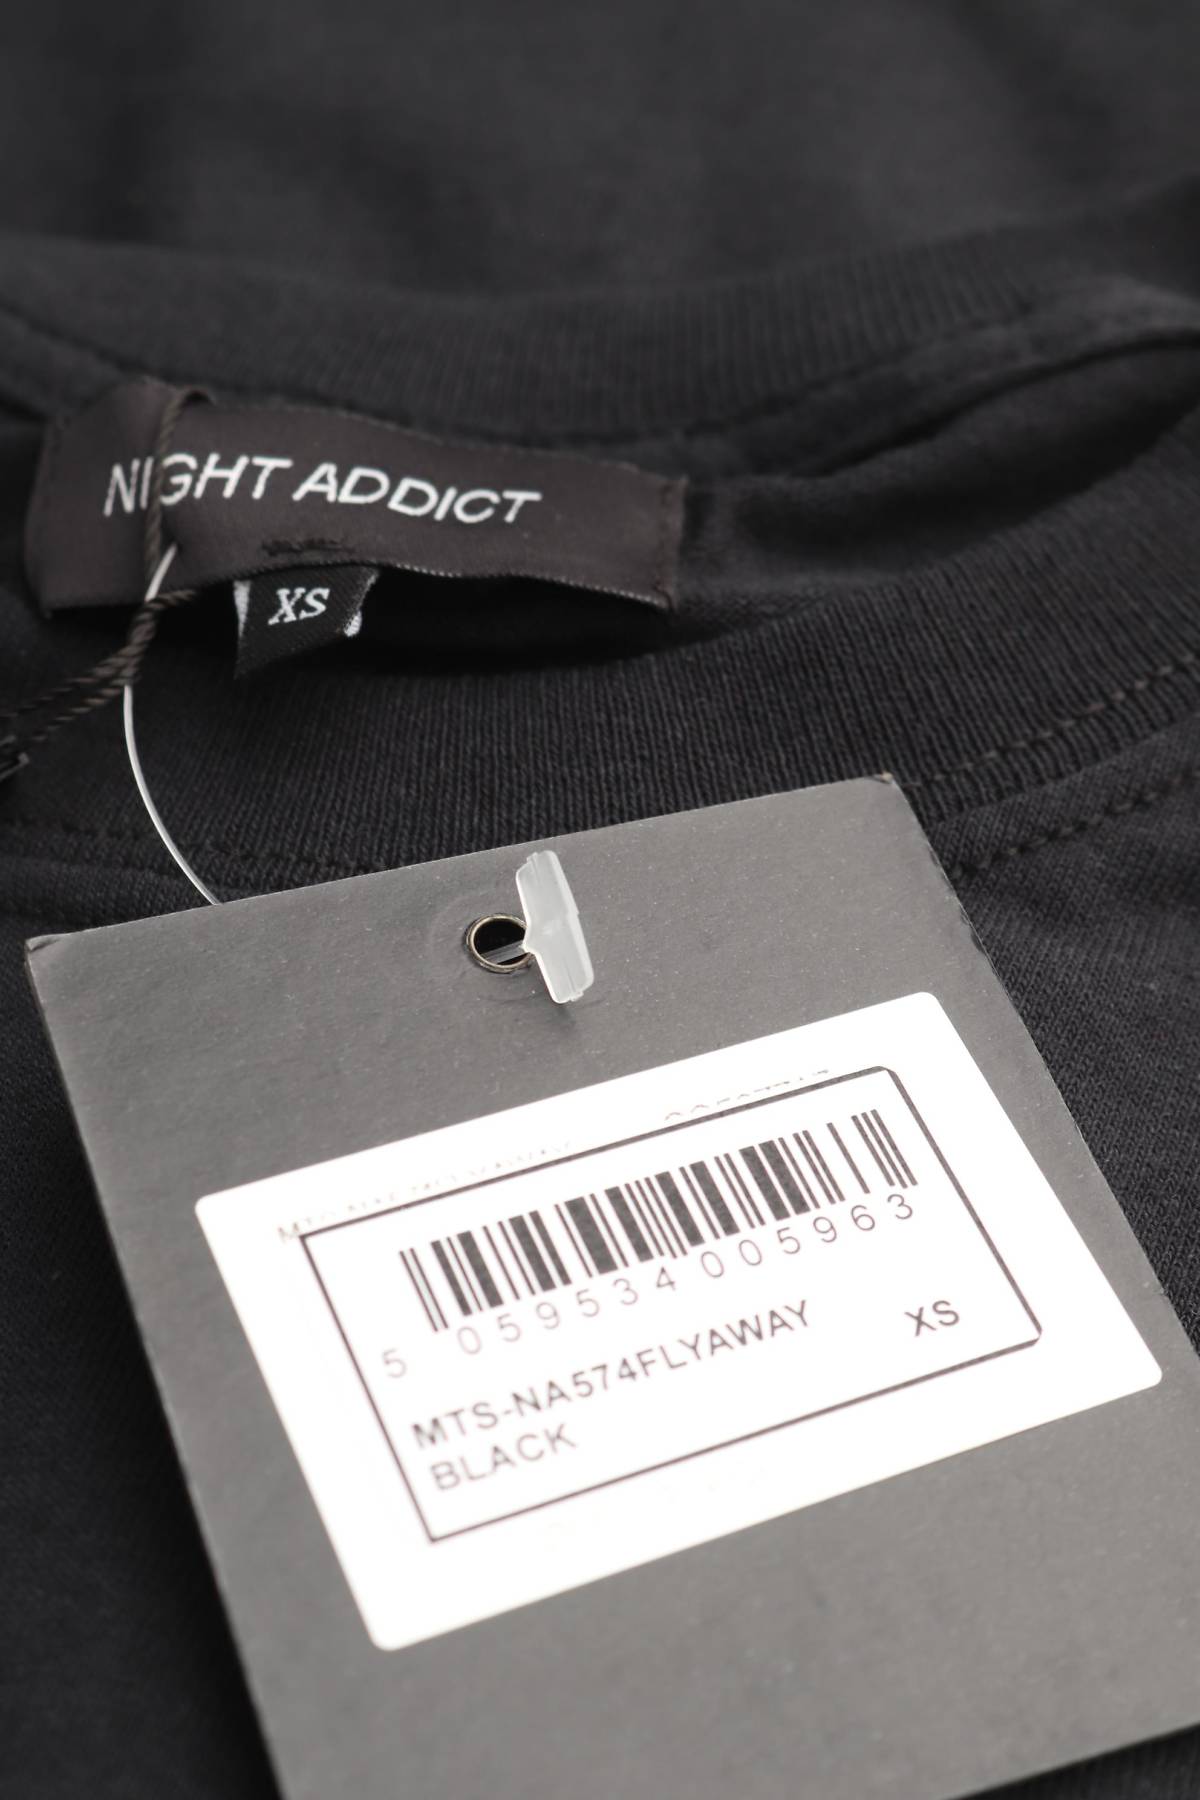 NIGHT ADDICT
XS
5 059534 005963
MTS-NA574FLYAWAY XS
BLACK